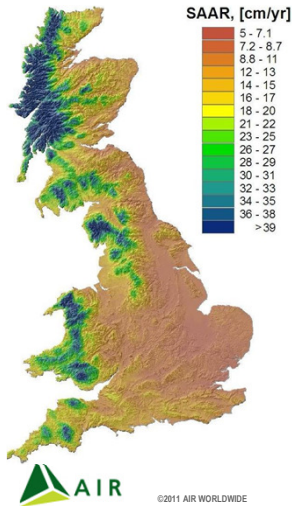 SAAR, [cm/yr]
5 - 7.1
7.2 - 8.7
8.8 - 11
12 - 13
14 - 15
16 - 17
18 - 20
21 - 22
23 - 25
26 - 27
28 - 29
30 - 31
32 - 33
34 - 35
36 - 38
>39
AIR
©2011 AIR WORLDWIDE